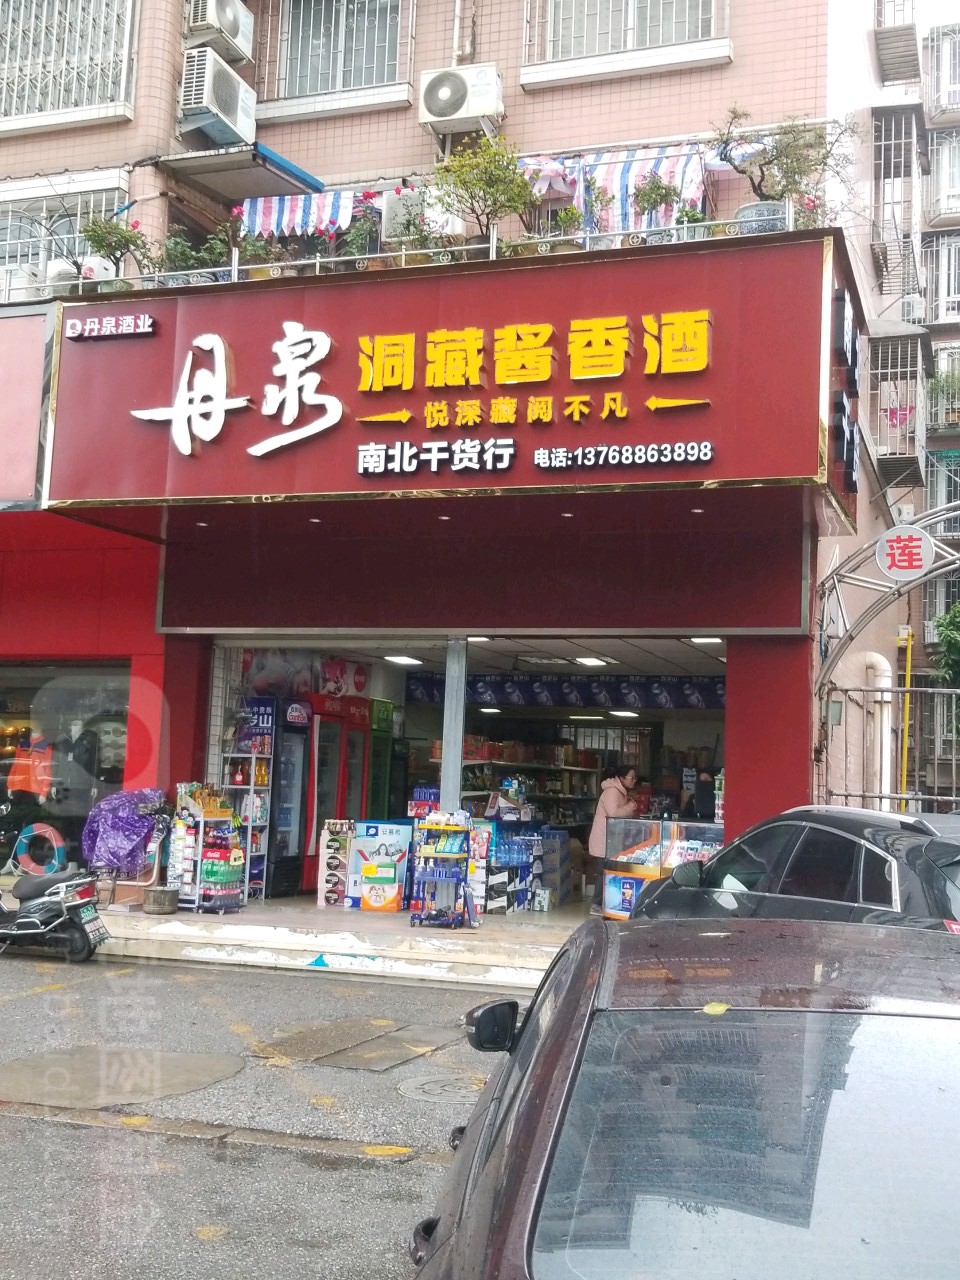 丹泉酒业
丹泉
洞藏酱香酒
悦深藏 阅不凡
南北干货行
电话:13768863898
莲